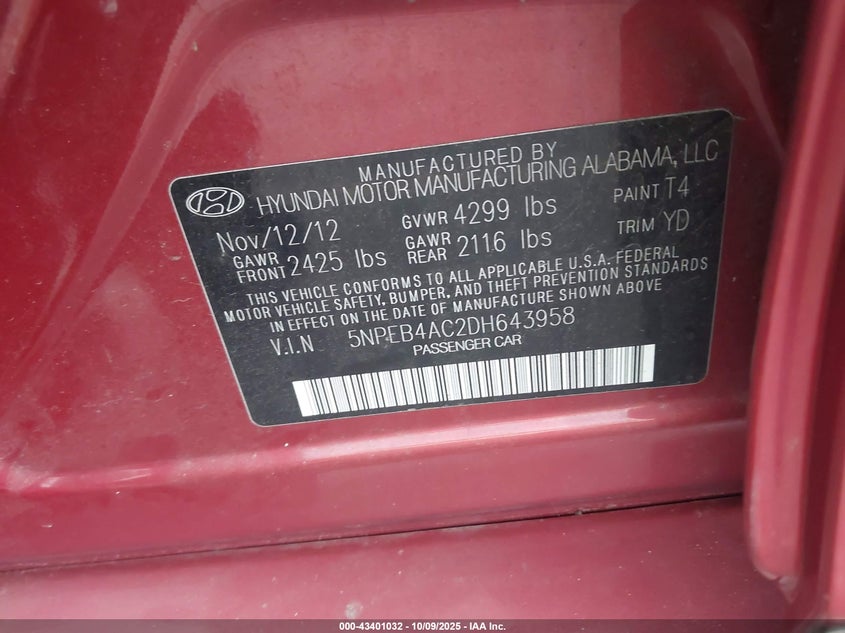 MANUFACTURED BY
HYUNDAI MOTOR MANUFACTURING ALABAMA, LLC
Nov/12/12 GVWR 4299 lbs PAINT T4
GAWR FRONT 2425 lbs GAWR REAR 2116 lbs TRIM YD
THIS VEHICLE CONFORMS TO ALL APPLICABLE U.S.A. FEDERAL
MOTOR VEHICLE SAFETY, BUMPER, AND THEFT PREVENTION STANDARDS
IN EFFECT ON THE DATE OF MANUFACTURE SHOWN ABOVE
V.I.N 5NPEB4AC2DH643958
PASSENGER CAR
000-43401032 - 10/09/2025 - IAA Inc.